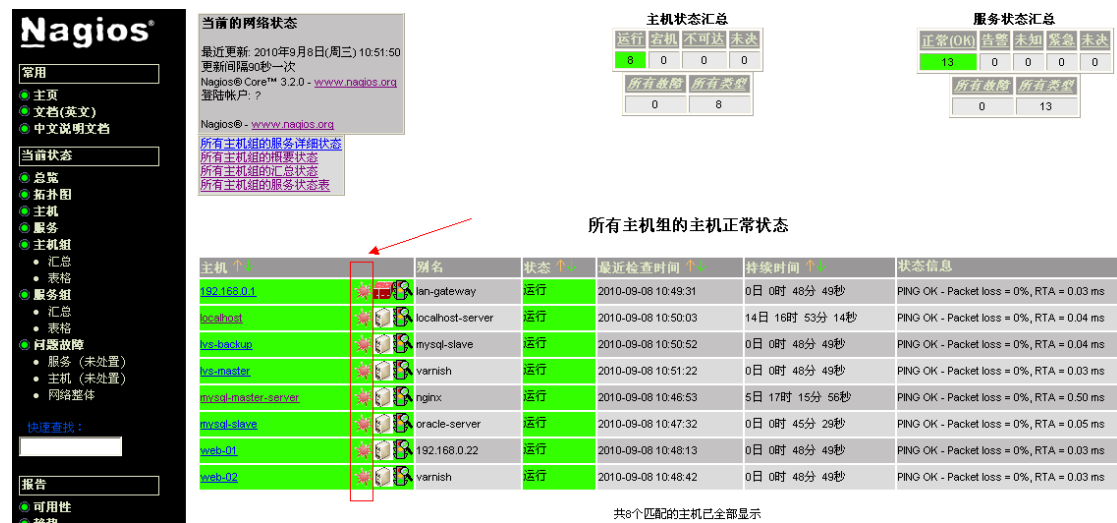 Nagios®
常用
主页
文档(英文)
中文说明文档
当前状态
总览
拓扑图
主机
服务
主机组
汇总
表格
服务组
汇总
表格
问题故障
服务（未处置）
主机（未处置）
网络整体
快速查找：
报告
可用性
当前的网络状态
最近更新: 2010年9月8日(周三) 10:51:50
更新间隔90秒一次
Nagios® Core™ 3.2.0 - www.nagios.org
登陆帐户: ?
Nagios® - www.nagios.org
所有主机组的服务详细状态
所有主机组的概要状态
所有主机组的汇总状态
所有主机组的服务状态表
主机状态汇总
运行 宕机 不可达 未决
8 0 0 0
所有故障 所有类型
0 8
服务状态汇总
正常(OK) 告警 未知 紧急 未决
13 0 0 0 0
所有故障 所有类型
0 13
所有主机组的主机正常状态
主机 ↑↓ 别名 状态 ↑↓ 最近检查时间 ↑↓ 持续时间 ↑↓ 状态信息
192.168.0.1 lan-gateway 运行 2010-09-08 10:49:31 0日 0时 48分 49秒 PING OK - Packet loss = 0%, RTA = 0.03 ms
localhost localhost-server 运行 2010-09-08 10:50:03 14日 16时 53分 14秒 PING OK - Packet loss = 0%, RTA = 0.04 ms
lvs-backup mysql-slave 运行 2010-09-08 10:50:52 0日 0时 48分 49秒 PING OK - Packet loss = 0%, RTA = 0.04 ms
lvs-master varnish 运行 2010-09-08 10:51:22 0日 0时 48分 49秒 PING OK - Packet loss = 0%, RTA = 0.03 ms
mysql-master-server nginx 运行 2010-09-08 10:46:53 5日 17时 15分 56秒 PING OK - Packet loss = 0%, RTA = 0.50 ms
mysql-slave oracle-server 运行 2010-09-08 10:47:32 0日 0时 45分 29秒 PING OK - Packet loss = 0%, RTA = 0.05 ms
web-01 192.168.0.22 运行 2010-09-08 10:48:13 0日 0时 48分 49秒 PING OK - Packet loss = 0%, RTA = 0.03 ms
web-02 varnish 运行 2010-09-08 10:48:42 0日 0时 48分 49秒 PING OK - Packet loss = 0%, RTA = 0.03 ms
共8个匹配的主机已全部显示